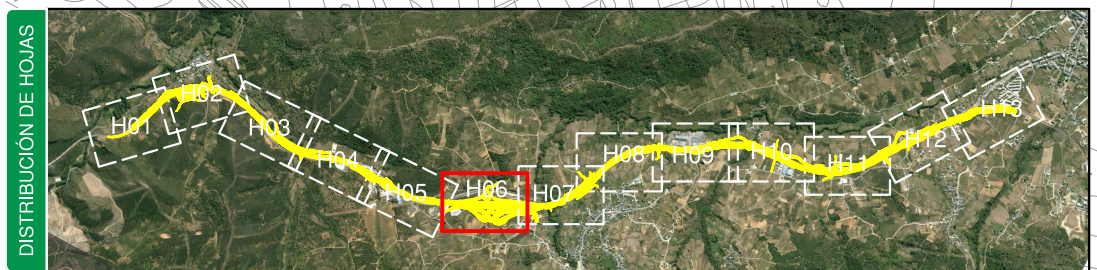 DISTRIBUCIÓN DE HOJAS
H01
H02
H03
H04
H05
H06
H07
H08
H09
H10
H11
H12
H13